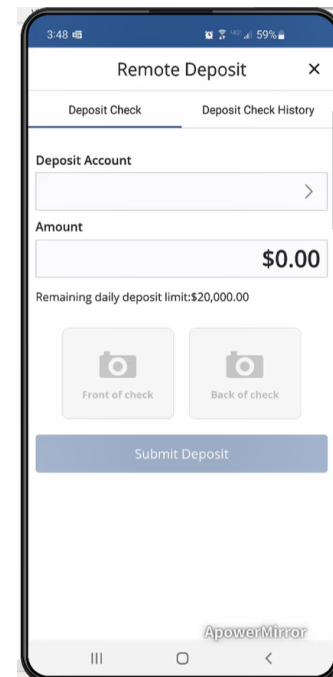 3:48
59%
Remote Deposit
Deposit Check
Deposit Check History
Deposit Account
Amount
$0.00
Remaining daily deposit limit:$20,000.00
Front of check
Back of check
Submit Deposit
ApowerMirror